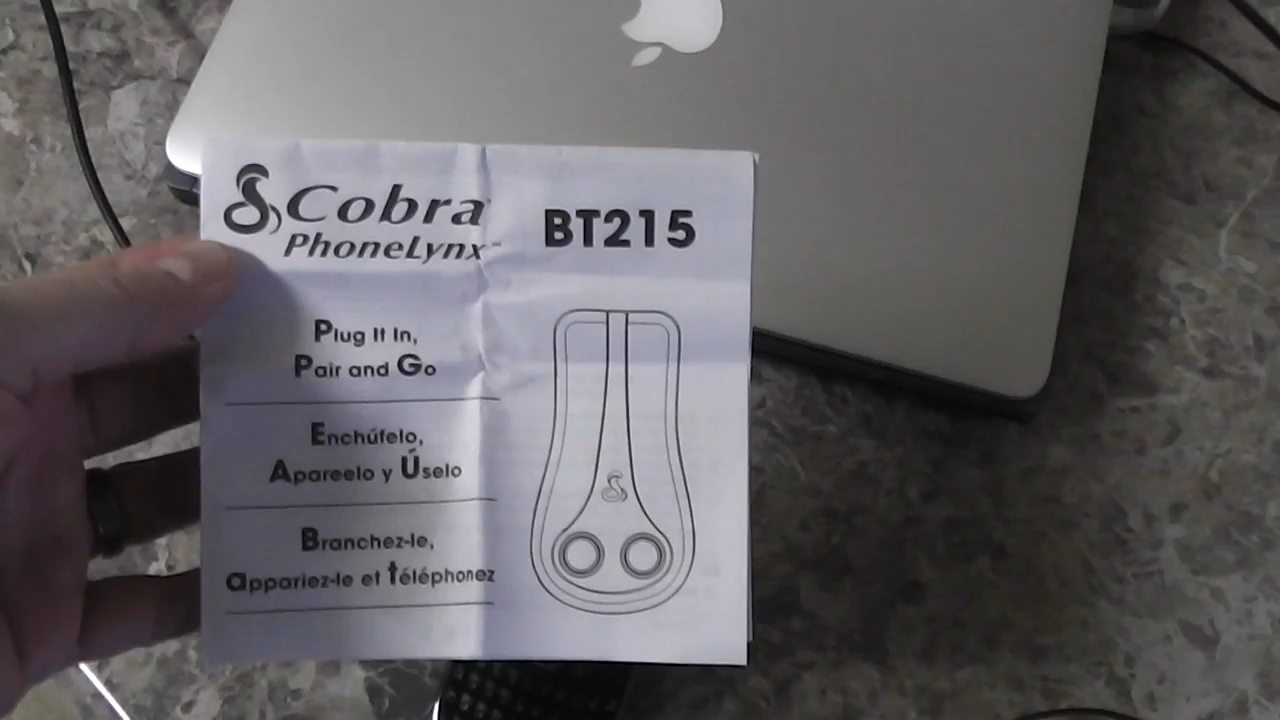 Cobra
PhoneLynx™
BT215
Plug It In,
Pair and Go
Enchúfelo,
Apareelo y Úselo
Branchez-le,
appariez-le et téléphonez